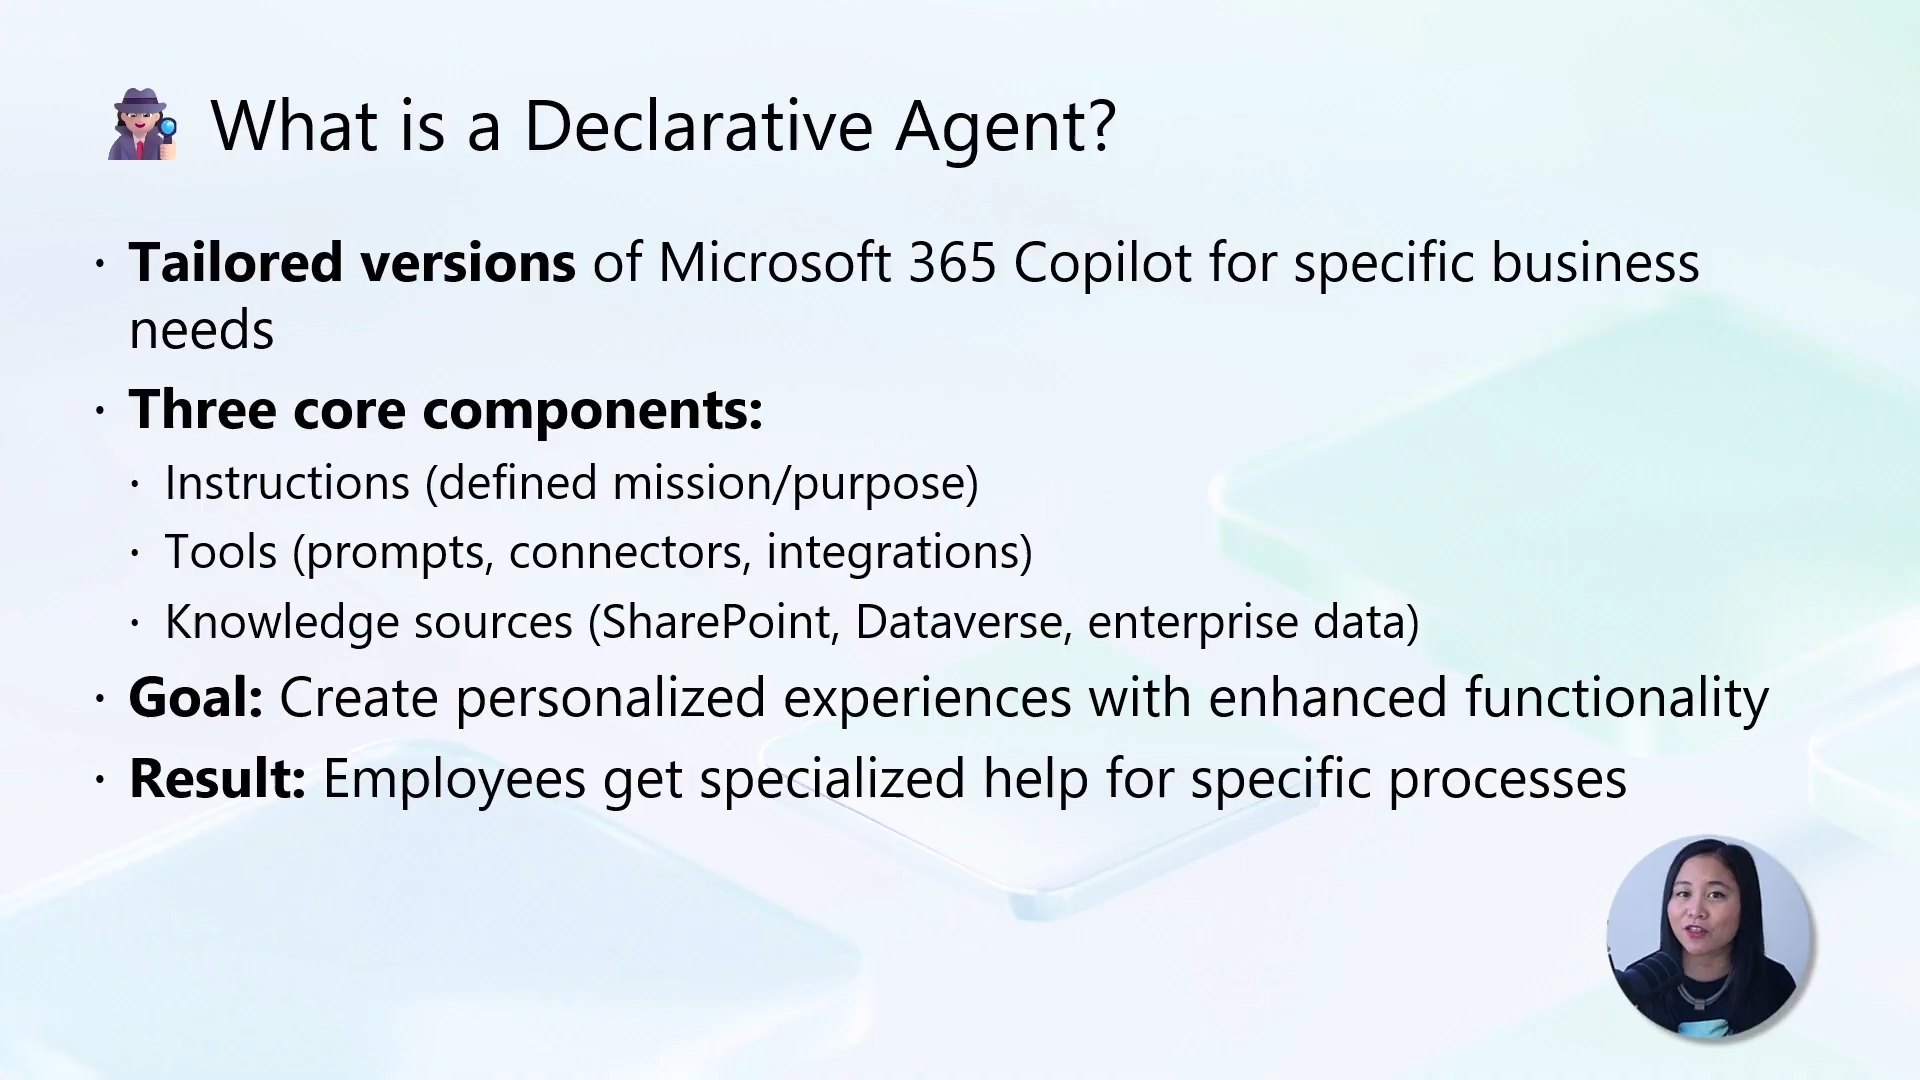 What is a Declarative Agent?
· Tailored versions of Microsoft 365 Copilot for specific business
needs
· Three core components:
· Instructions (defined mission/purpose)
· Tools (prompts, connectors, integrations)
· Knowledge sources (SharePoint, Dataverse, enterprise data)
· Goal: Create personalized experiences with enhanced functionality
· Result: Employees get specialized help for specific processes